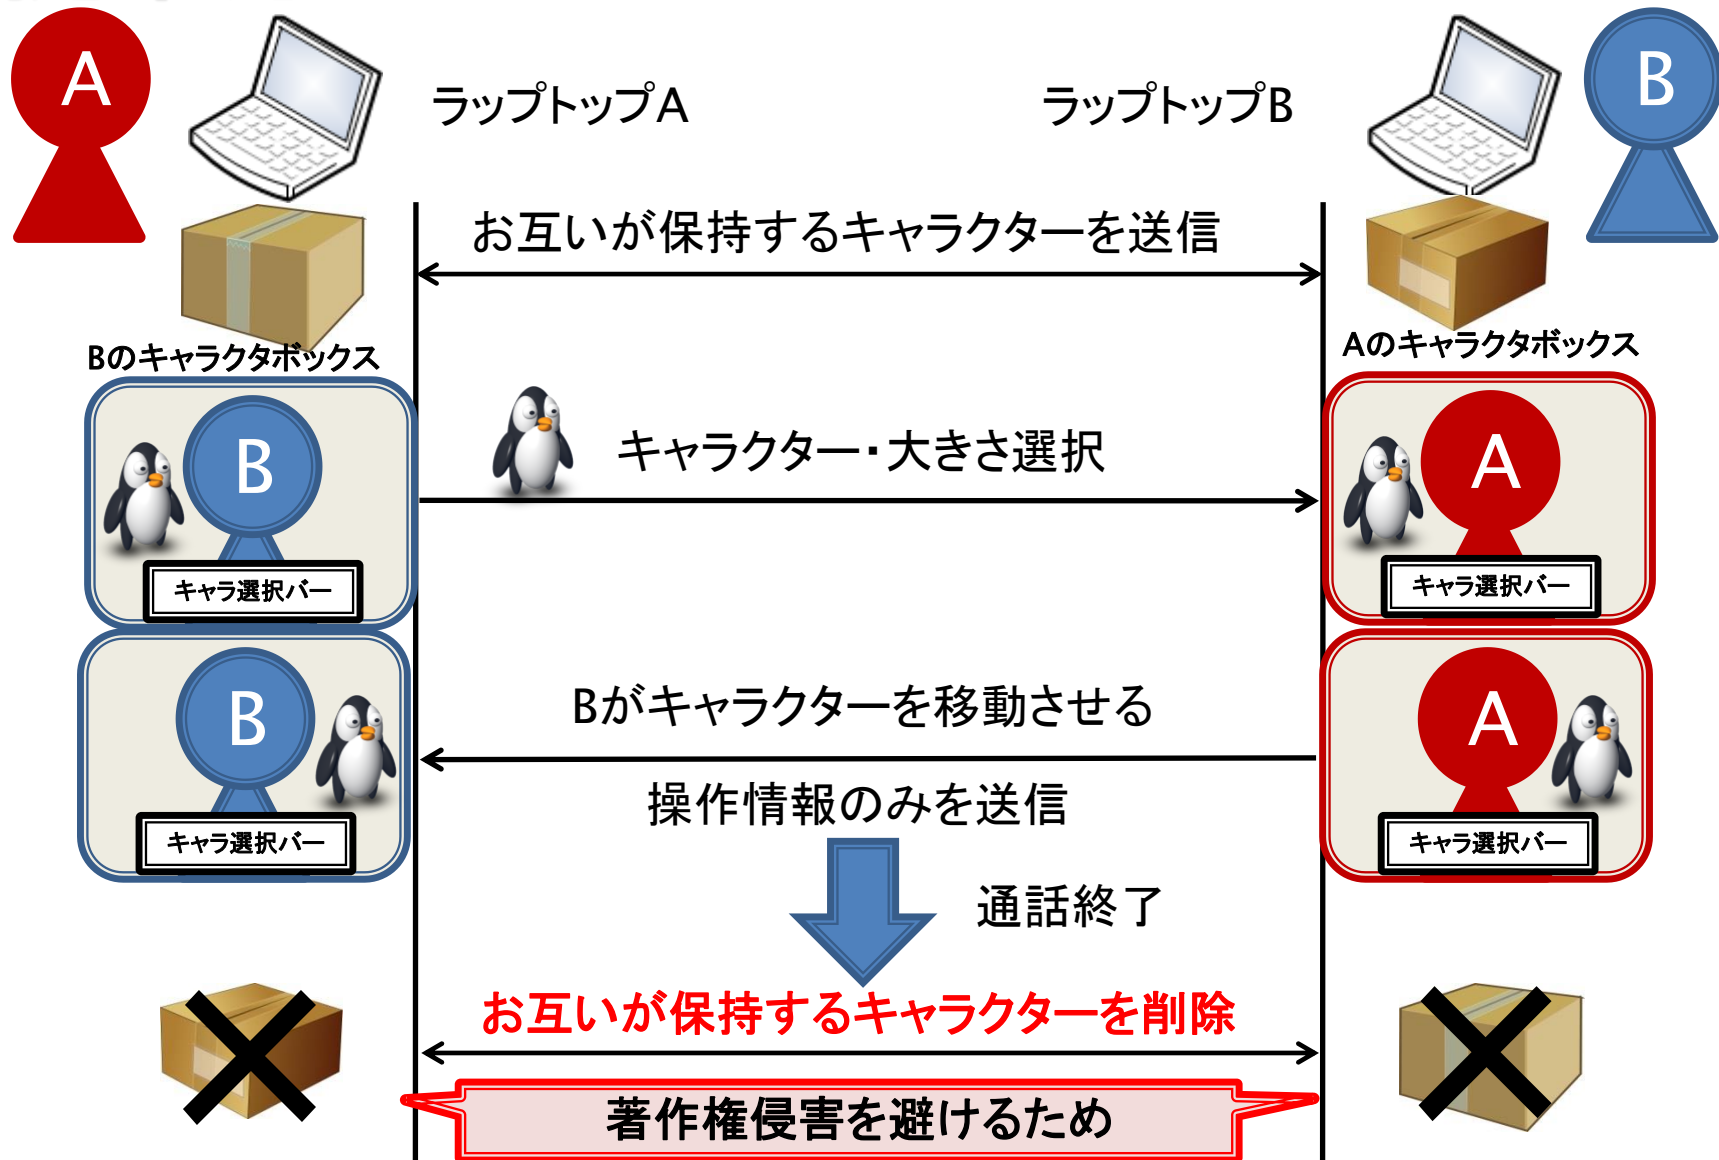 A
ラップトップA
ラップトップB
B
お互いが保持するキャラクターを送信
Bのキャラクタボックス
Aのキャラクタボックス
B
キャラクター・大きさ選択
A
キャラ選択バー
キャラ選択バー
B
Bがキャラクターを移動させる
A
操作情報のみを送信
キャラ選択バー
キャラ選択バー
通話終了
お互いが保持するキャラクターを削除
著作権侵害を避けるため